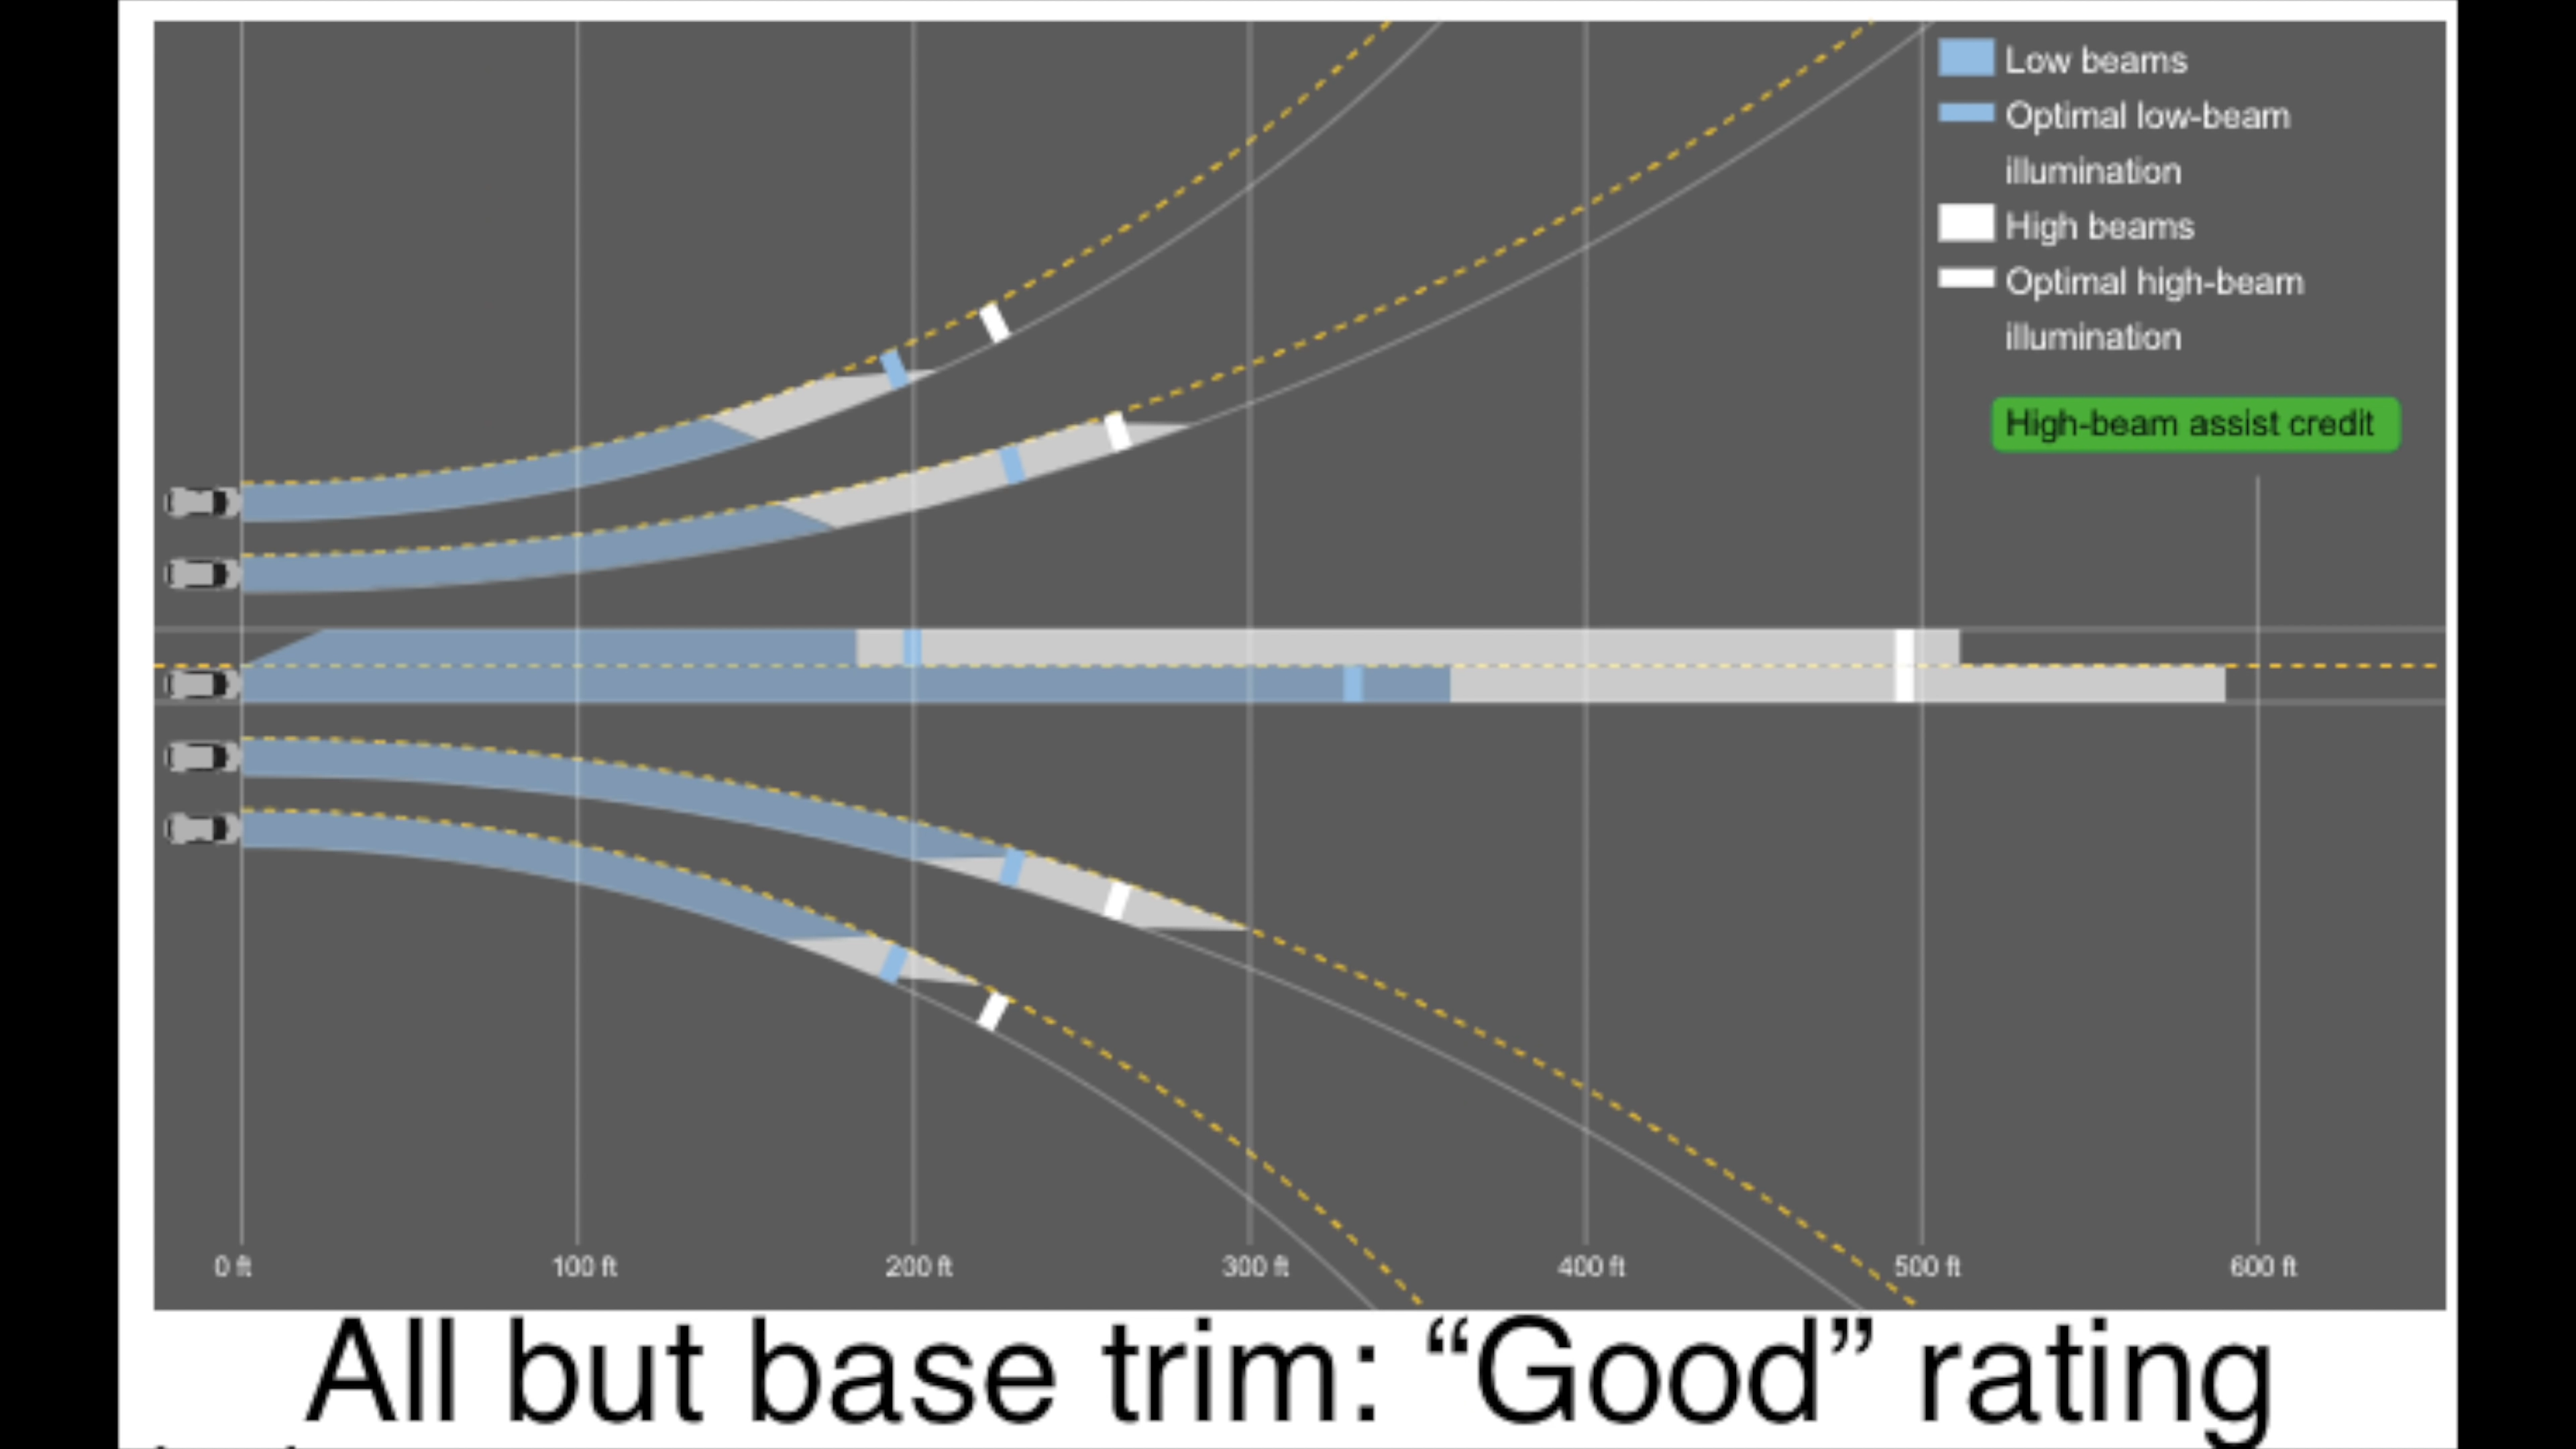 Low beams
Optimal low-beam
illumination
High beams
Optimal high-beam
illumination
High-beam assist credit
0 ft
100 ft
200 ft
300 ft
400 ft
500 ft
600 ft
All but base trim: “Good” rating